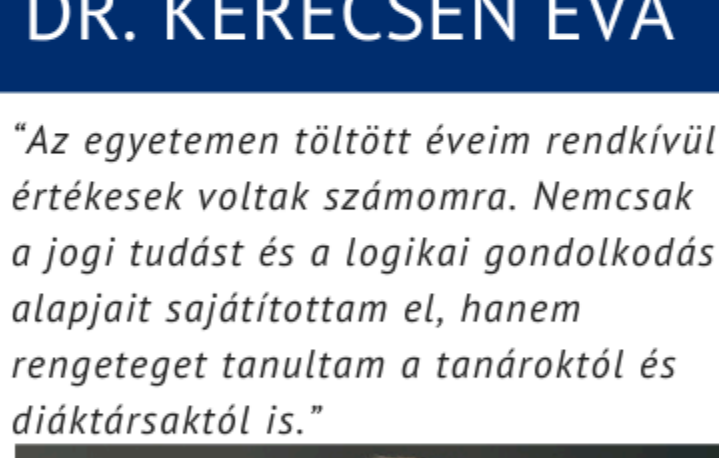 DR. KERECSEN ÉVA
“Az egyetemen töltött éveim rendkívül
értékesek voltak számomra. Nemcsak
a jogi tudást és a logikai gondolkodás
alapjait sajátítottam el, hanem
rengeteget tanultam a tanároktól és
diáktársaktól is.”